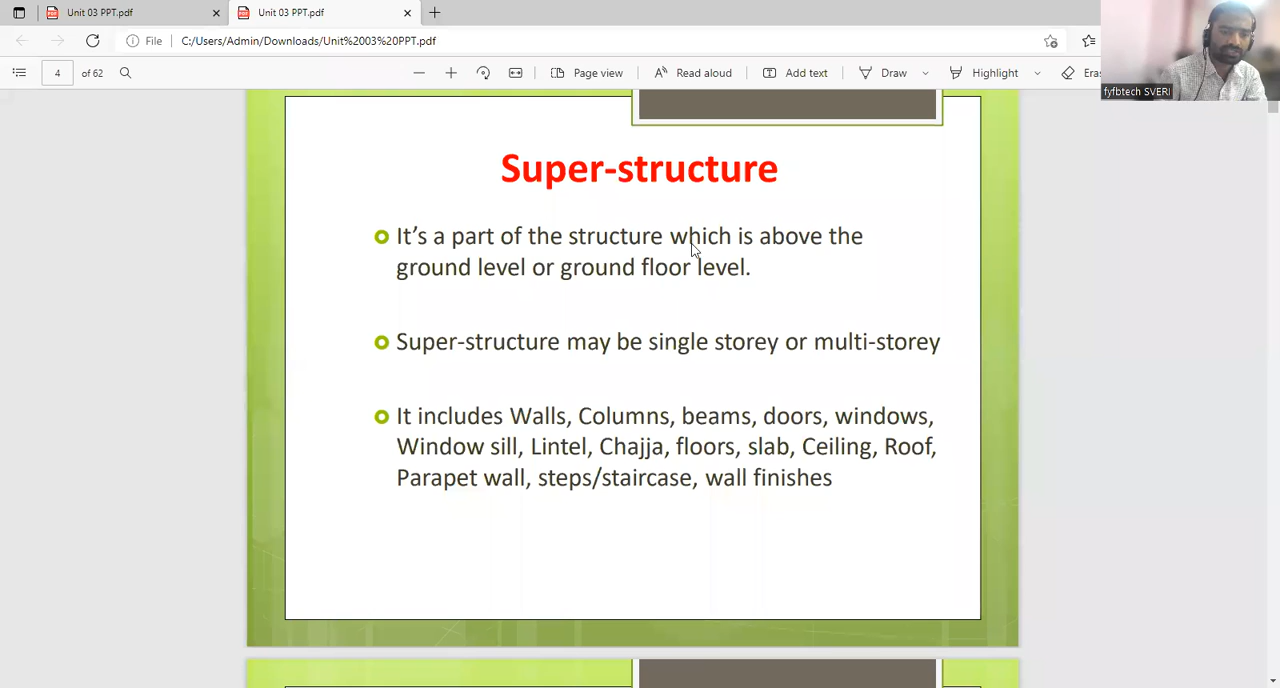 Unit 03 PPT.pdf
Unit 03 PPT.pdf
File
C:/Users/Admin/Downloads/Unit%2003%20PPT.pdf
4 of 62
Page view
Read aloud
Add text
Draw
Highlight
Eras
fyfbtech SVERI
Super-structure
It's a part of the structure which is above the
ground level or ground floor level.
Super-structure may be single storey or multi-storey
It includes Walls, Columns, beams, doors, windows,
Window sill, Lintel, Chajja, floors, slab, Ceiling, Roof,
Parapet wall, steps/staircase, wall finishes